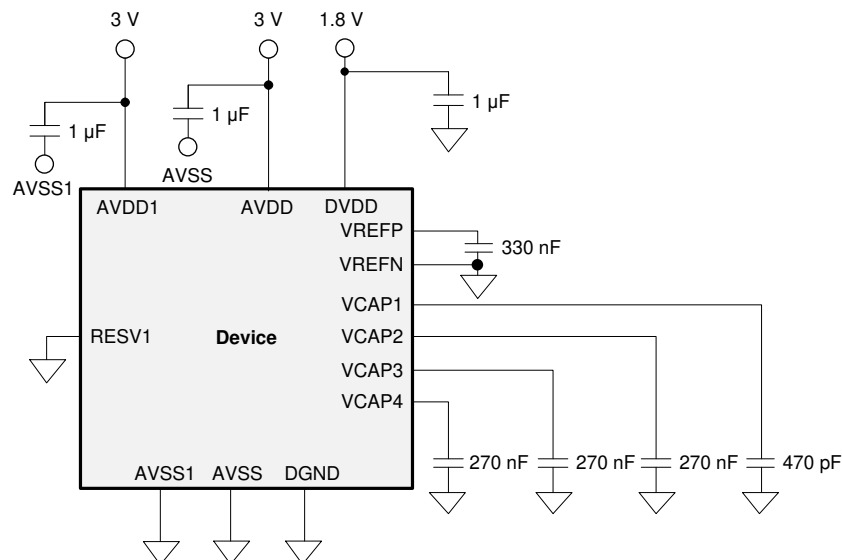 3 V
3 V
1.8 V
1 µF
1 µF
1 µF
AVSS1
AVSS
AVDD1
AVDD
DVDD
VREFP
VREFN
330 nF
VCAP1
RESV1
Device
VCAP2
VCAP3
VCAP4
270 nF
270 nF
270 nF
470 pF
AVSS1
AVSS
DGND